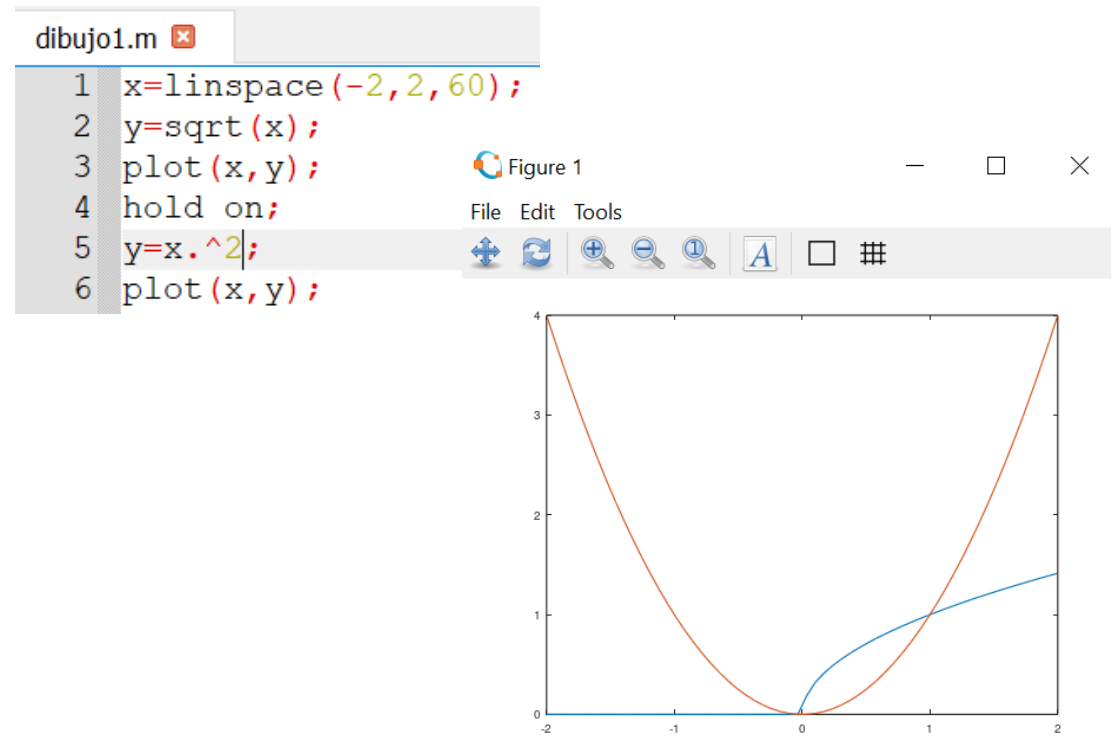 dibujo1.m
1 x=linspace(-2,2,60);
2 y=sqrt(x);
3 plot(x,y);
4 hold on;
5 y=x.^2;
6 plot(x,y);
Figure 1
File Edit Tools
1 A
4
3
2
1
0
-2 -1 0 1 2